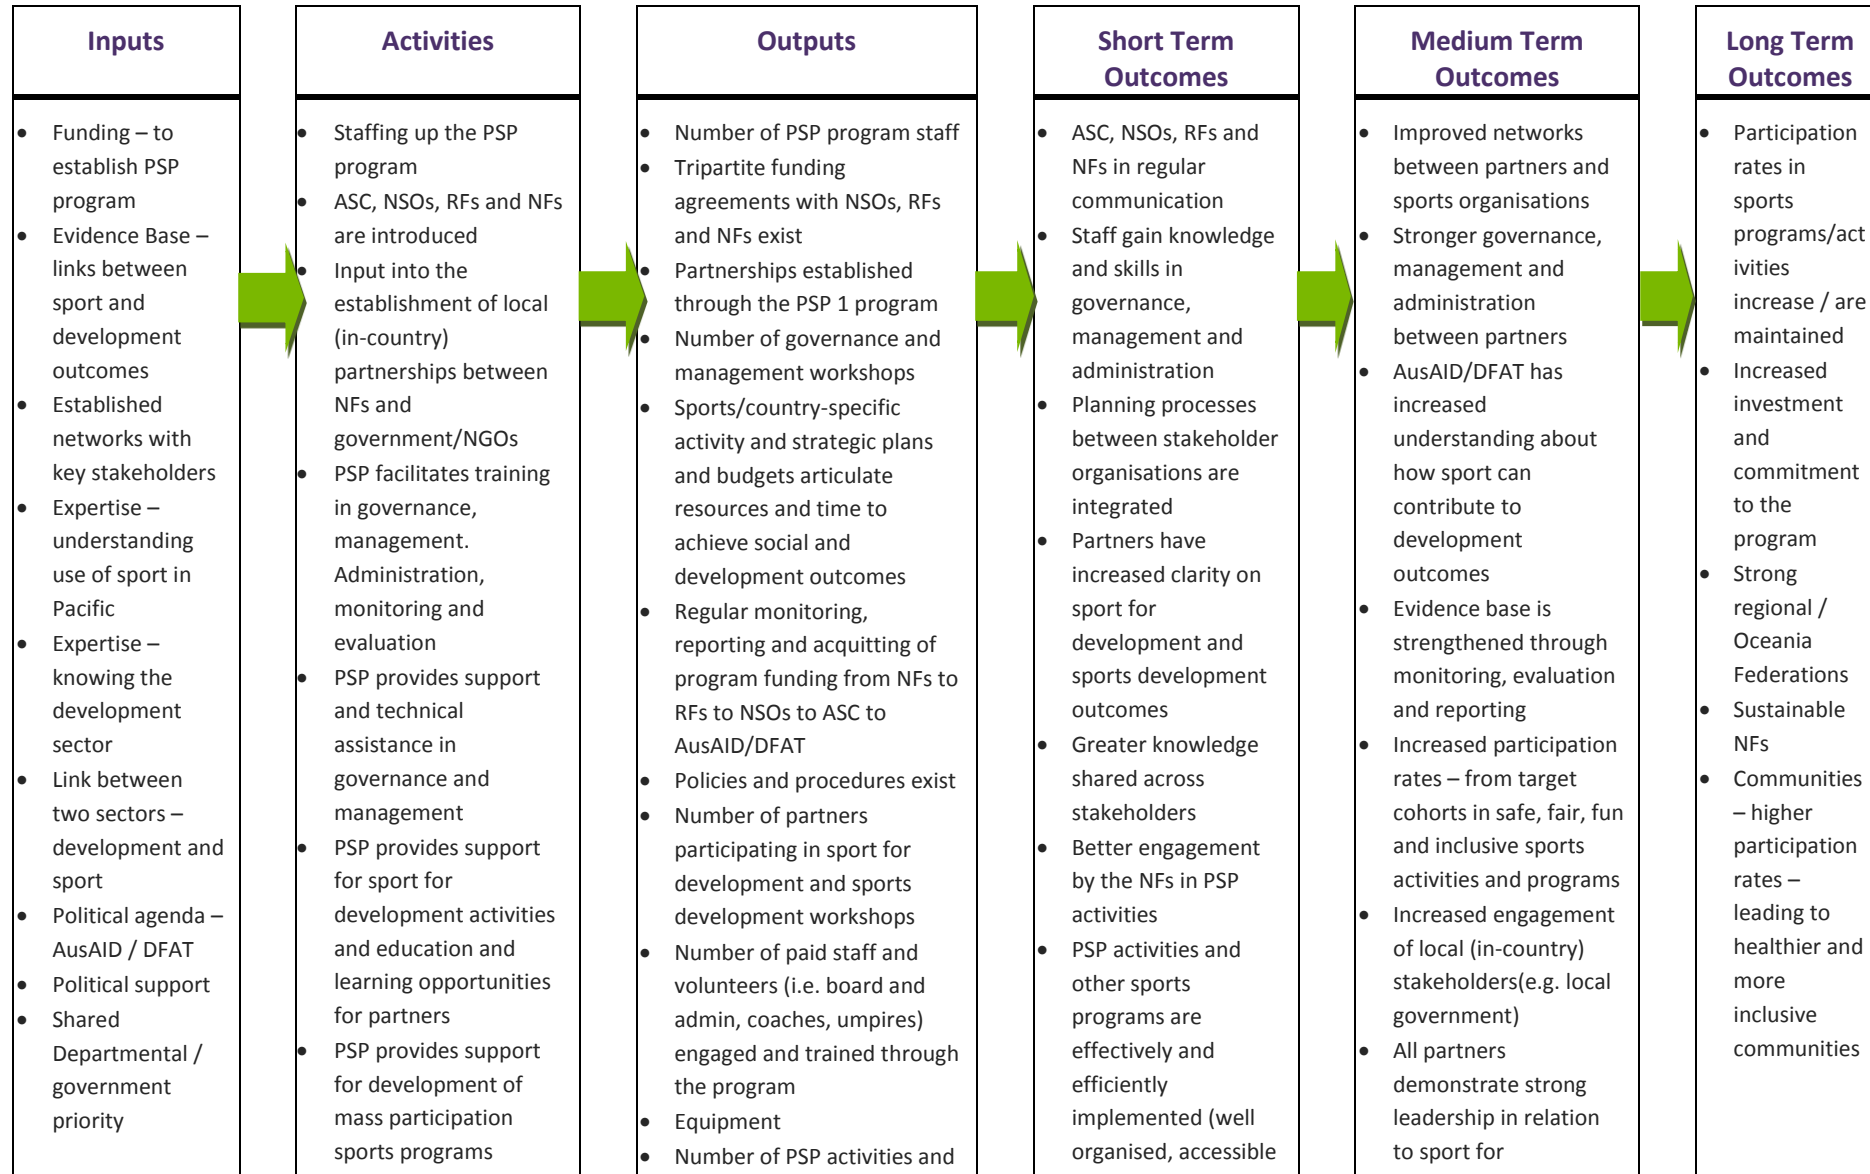 Inputs
• Funding – to
establish PSP
program
• Evidence Base –
links between
sport and
development
outcomes
• Established
networks with
key stakeholders
• Expertise –
understanding
use of sport in
Pacific
• Expertise –
knowing the
development
sector
• Link between
two sectors –
development and
sport
• Political agenda –
AusAID / DFAT
• Political support
• Shared
Departmental /
government
priority
Activities
• Staffing up the PSP
program
• ASC, NSOs, RFs and NFs
are introduced
• Input into the
establishment of local
(in-country)
partnerships between
NFs and
government/NGOs
• PSP facilitates training
in governance,
management.
Administration,
monitoring and
evaluation
• PSP provides support
and technical
assistance in
governance and
management
• PSP provides support
for sport for
development activities
and education and
learning opportunities
for partners
• PSP provides support
for development of
mass participation
sports programs
Outputs
• Number of PSP program staff
• Tripartite funding
agreements with NSOs, RFs
and NFs exist
• Partnerships established
through the PSP 1 program
• Number of governance and
management workshops
• Sports/country-specific
activity and strategic plans
and budgets articulate
resources and time to
achieve social and
development outcomes
• Regular monitoring,
reporting and acquitting of
program funding from NFs to
RFs to NSOs to ASC to
AusAID/DFAT
• Policies and procedures exist
• Number of partners
participating in sport for
development and sports
development workshops
• Number of paid staff and
volunteers (i.e. board and
admin, coaches, umpires)
engaged and trained through
the program
• Equipment
• Number of PSP activities and
Short Term
Outcomes
• ASC, NSOs, RFs and
NFs in regular
communication
• Staff gain knowledge
and skills in
governance,
management and
administration
• Planning processes
between stakeholder
organisations are
integrated
• Partners have
increased clarity on
sport for
development and
sports development
outcomes
• Greater knowledge
shared across
stakeholders
• Better engagement
by the NFs in PSP
activities
• PSP activities and
other sports
programs are
effectively and
efficiently
implemented (well
organised, accessible
Medium Term
Outcomes
• Improved networks
between partners and
sports organisations
• Stronger governance,
management and
administration
between partners
• AusAID/DFAT has
increased
understanding about
how sport can
contribute to
development
outcomes
• Evidence base is
strengthened through
monitoring, evaluation
and reporting
• Increased participation
rates – from target
cohorts in safe, fair, fun
and inclusive sports
activities and programs
• Increased engagement
of local (in-country)
stakeholders(e.g. local
government)
• All partners
demonstrate strong
leadership in relation
to sport for
Long Term
Outcomes
• Participation
rates in
sports
programs/act
ivities
increase / are
maintained
• Increased
investment
and
commitment
to the
program
• Strong
regional /
Oceania
Federations
• Sustainable
NFs
• Communities
– higher
participation
rates –
leading to
healthier and
more
inclusive
communities